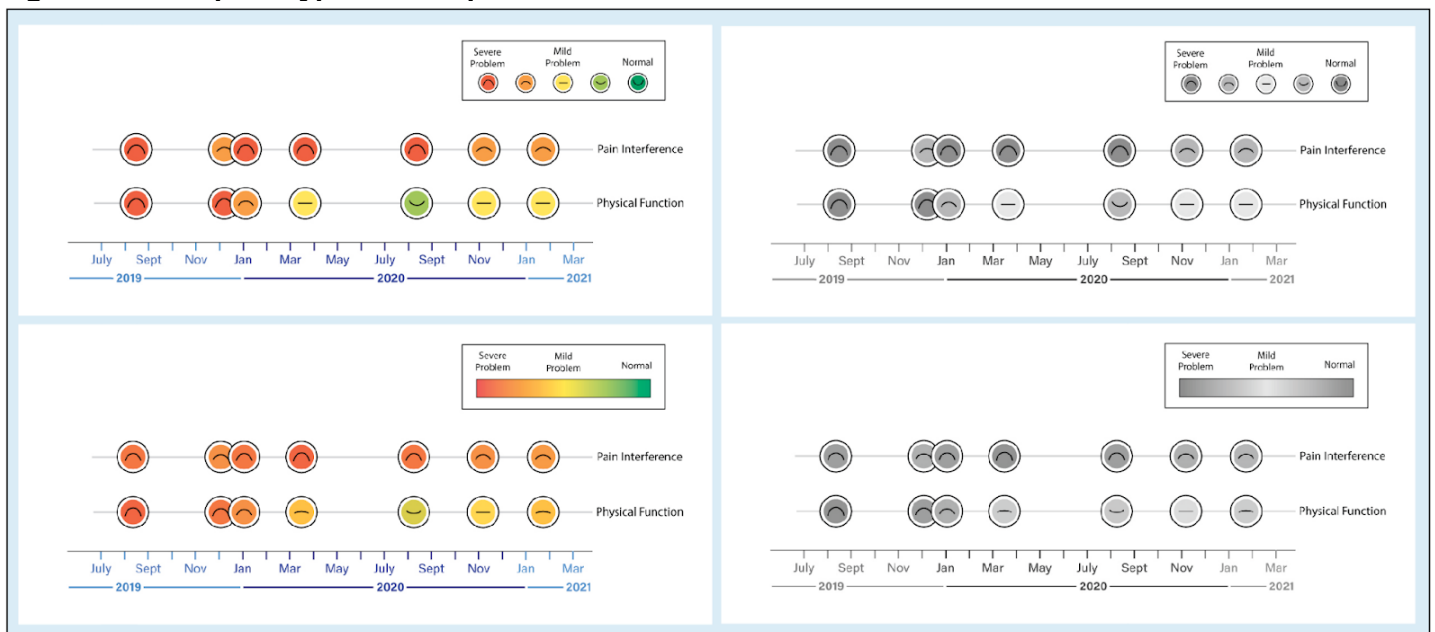 Severe Problem Mild Problem Normal
Pain Interference
Physical Function
July Sept Nov Jan Mar May July Sept Nov Jan Mar
2019 2020 2021
Severe Problem Mild Problem Normal
Pain Interference
Physical Function
July Sept Nov Jan Mar May July Sept Nov Jan Mar
2019 2020 2021
Severe Problem Mild Problem Normal
Pain Interference
Physical Function
July Sept Nov Jan Mar May July Sept Nov Jan Mar
2019 2020 2021
Severe Problem Mild Problem Normal
Pain Interference
Physical Function
July Sept Nov Jan Mar May July Sept Nov Jan Mar
2019 2020 2021